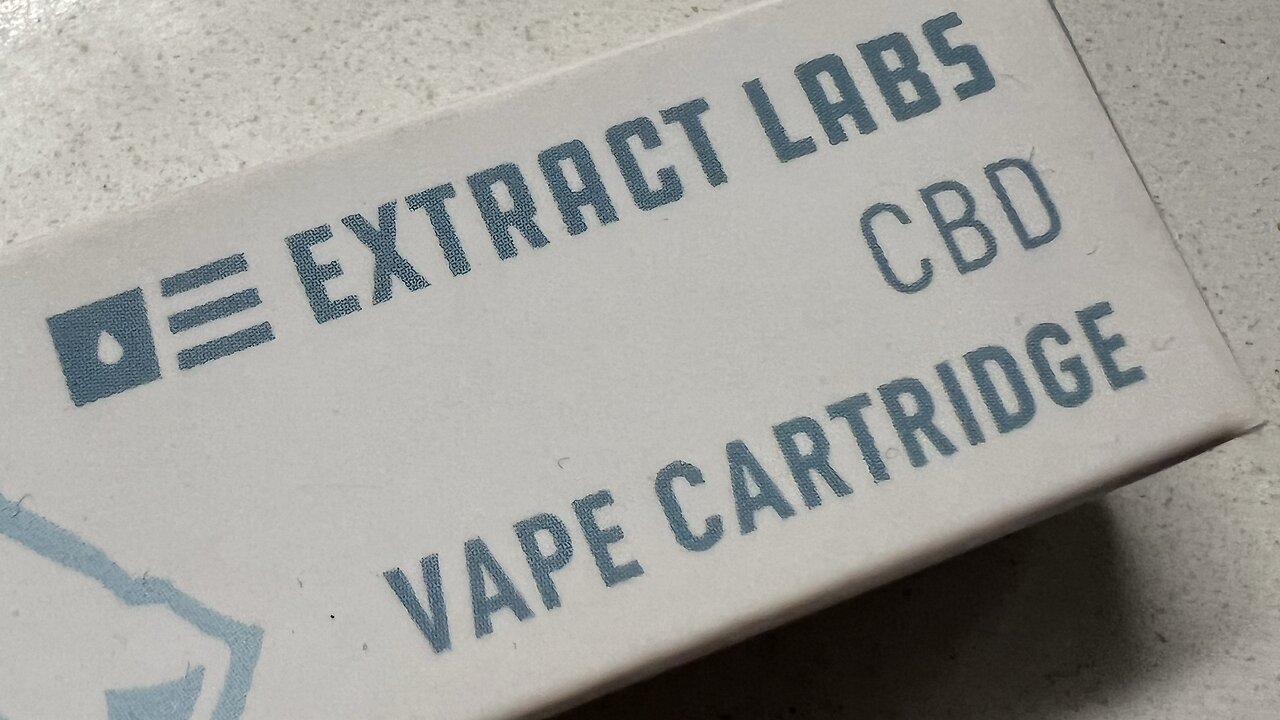 EXTRACT LABS
CBD
VAPE CARTRIDGE